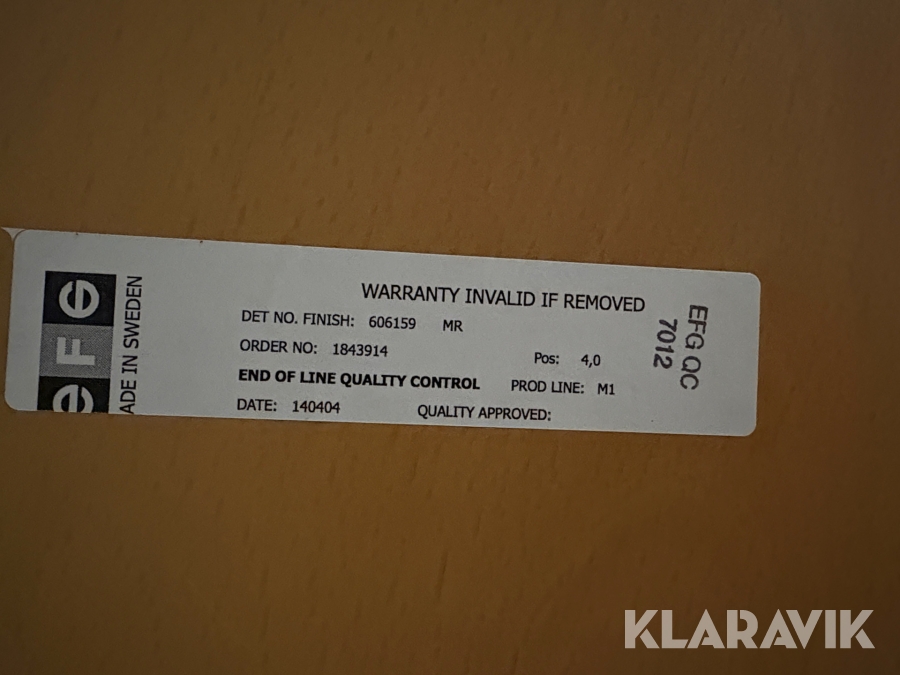 eFG
ADE IN SWEDEN
WARRANTY INVALID IF REMOVED
DET NO. FINISH: 606159 MR
ORDER NO: 1843914
Pos: 4,0
END OF LINE QUALITY CONTROL
PROD LINE: M1
DATE: 140404
QUALITY APPROVED:
EFG QC
7012
KLARAVIK